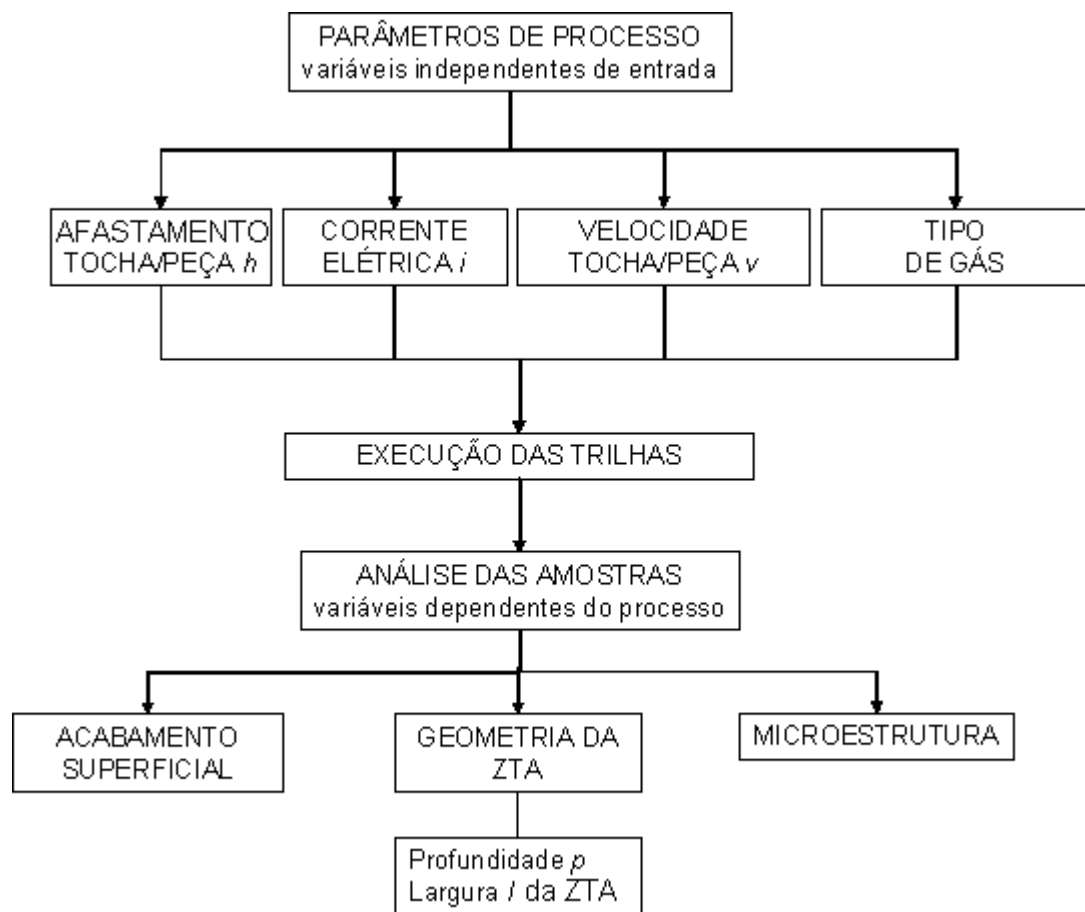 PARÂMETROS DE PROCESSO
variáveis independentes de entrada
AFASTAMENTO
TOCHA/PEÇA h
CORRENTE
ELÉTRICA i
VELOCIDADE
TOCHA/PEÇA v
TIPO
DE GÁS
EXECUÇÃO DAS TRILHAS
ANÁLISE DAS AMOSTRAS
variáveis dependentes do processo
ACABAMENTO
SUPERFICIAL
GEOMETRIA DA
ZTA
MICROESTRUTURA
Profundidade p
Largura l da ZTA